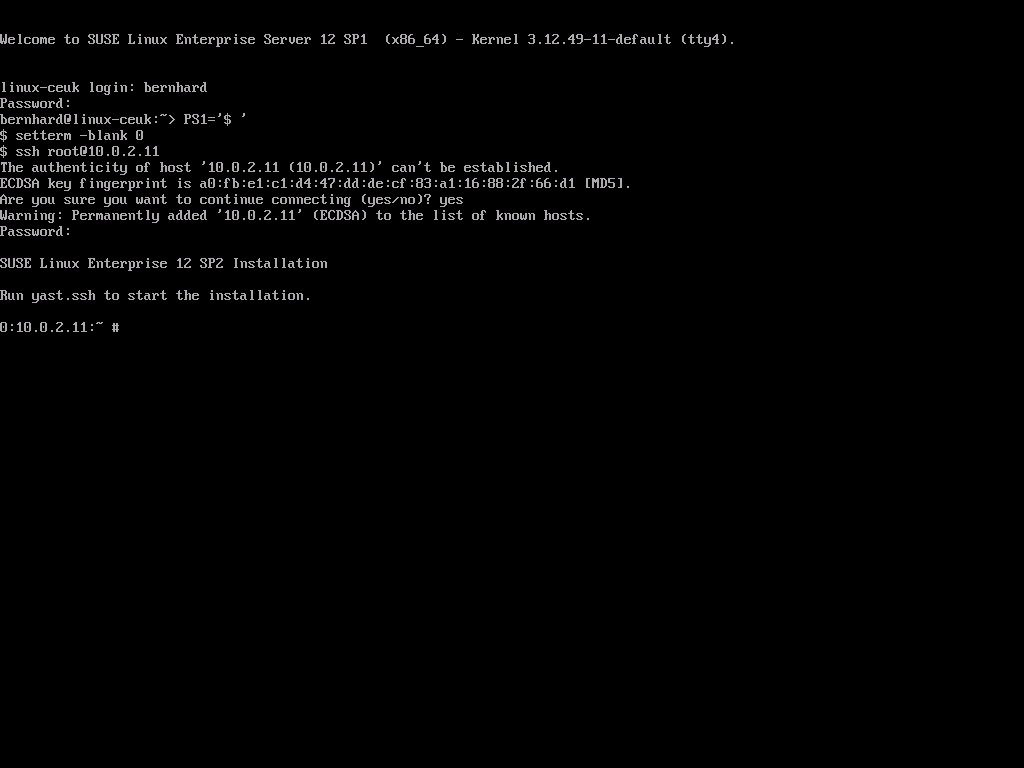 Welcome to SUSE Linux Enterprise Server 12 SP1  (x86_64) - Kernel 3.12.49-11-default (tty4).
linux-ceuk login: bernhard
Password:
bernhard@linux-ceuk:~> PS1='$ '
$ setterm -blank 0
$ ssh root@10.0.2.11
The authenticity of host '10.0.2.11 (10.0.2.11)' can't be established.
ECDSA key fingerprint is a0:fb:e1:c1:d4:47:dd:de:cf:83:a1:16:88:2f:66:d1 [MD5].
Are you sure you want to continue connecting (yes/no)? yes
Warning: Permanently added '10.0.2.11' (ECDSA) to the list of known hosts.
Password:
SUSE Linux Enterprise 12 SP2 Installation
Run yast.ssh to start the installation.
0:10.0.2.11:~ #